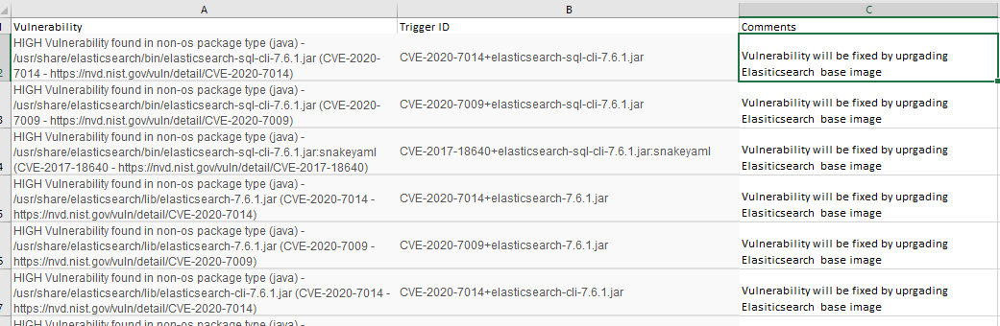 A B C
Vulnerability Trigger ID Comments
HIGH Vulnerability found in non-os package type (java) -
/usr/share/elasticsearch/bin/elasticsearch-sql-cli-7.6.1.jar (CVE-2020-
7014 - https://nvd.nist.gov/vuln/detail/CVE-2020-7014)
CVE-2020-7014+elasticsearch-sql-cli-7.6.1.jar
Vulnerability will be fixed by uprgading
Elasiticsearch base image
2
HIGH Vulnerability found in non-os package type (java) -
/usr/share/elasticsearch/bin/elasticsearch-sql-cli-7.6.1.jar (CVE-2020-
7009 - https://nvd.nist.gov/vuln/detail/CVE-2020-7009)
CVE-2020-7009+elasticsearch-sql-cli-7.6.1.jar
Vulnerability will be fixed by uprgading
Elasiticsearch base image
3
HIGH Vulnerability found in non-os package type (java) -
/usr/share/elasticsearch/bin/elasticsearch-sql-cli-7.6.1.jar:snakeyaml
(CVE-2017-18640 - https://nvd.nist.gov/vuln/detail/CVE-2017-18640)
CVE-2017-18640+elasticsearch-sql-cli-7.6.1.jar:snakeyaml
Vulnerability will be fixed by uprgading
Elasiticsearch base image
4
HIGH Vulnerability found in non-os package type (java) -
/usr/share/elasticsearch/lib/elasticsearch-7.6.1.jar (CVE-2020-7014 -
https://nvd.nist.gov/vuln/detail/CVE-2020-7014)
CVE-2020-7014+elasticsearch-7.6.1.jar
Vulnerability will be fixed by uprgading
Elasiticsearch base image
5
HIGH Vulnerability found in non-os package type (java) -
/usr/share/elasticsearch/lib/elasticsearch-7.6.1.jar (CVE-2020-7009 -
https://nvd.nist.gov/vuln/detail/CVE-2020-7009)
CVE-2020-7009+elasticsearch-7.6.1.jar
Vulnerability will be fixed by uprgading
Elasiticsearch base image
HIGH Vulnerability found in non-os package type (java) -
/usr/share/elasticsearch/lib/elasticsearch-cli-7.6.1.jar (CVE-2020-7014 -
https://nvd.nist.gov/vuln/detail/CVE-2020-7014)
CVE-2020-7014+elasticsearch-cli-7.6.1.jar
Vulnerability will be fixed by uprgading
Elasiticsearch base image
7
HIGH Vulnerability found in non-os package type (java) -